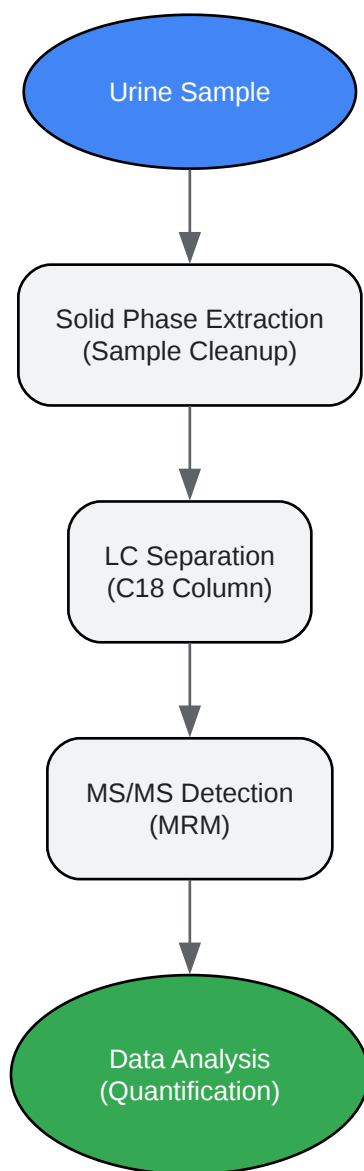 Urine Sample
Solid Phase Extraction
(Sample Cleanup)
LC Separation
(C18 Column)
MS/MS Detection
(MRM)
Data Analysis
(Quantification)